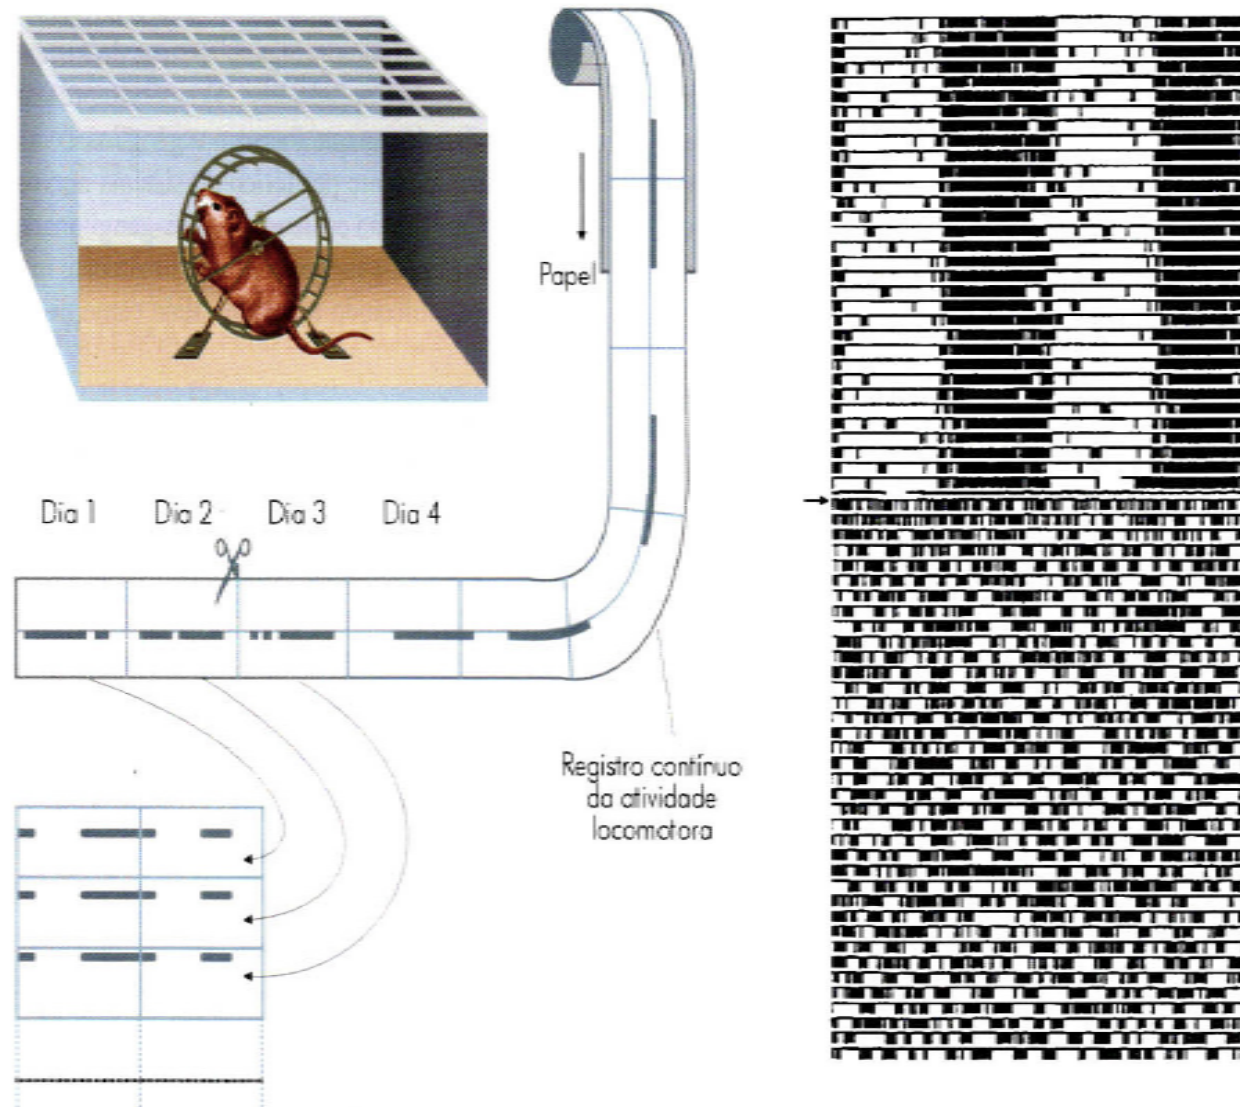 Papel
Dia 1 Dia 2 Dia 3 Dia 4
Registro contínuo
da atividade
locomotora